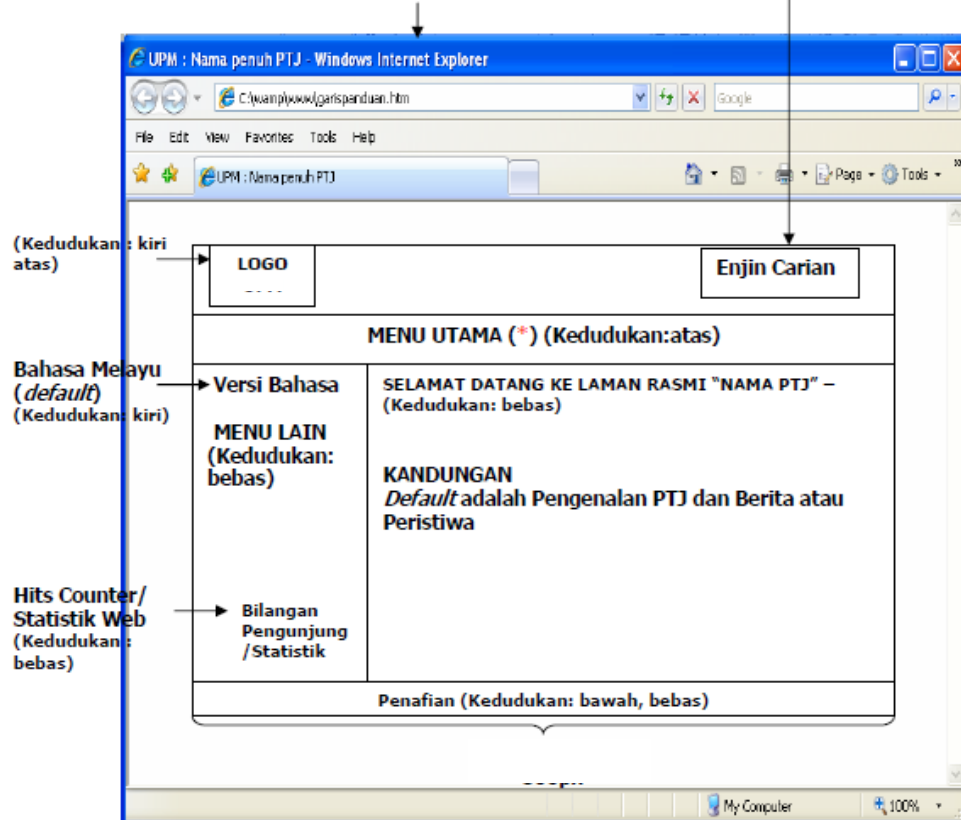 UPM : Nama penuh PTJ - Windows Internet Explorer
C:\wamp\www\garispanduan.htm
Google
File Edit View Favorites Tools Help
UPM : Nama penuh PTJ
Page Tools
(Kedudukan : kiri
atas)
LOGO
Enjin Carian
MENU UTAMA (*) (Kedudukan:atas)
Bahasa Melayu
(default)
(Kedudukan: kiri)
Versi Bahasa
MENU LAIN
(Kedudukan:
bebas)
SELAMAT DATANG KE LAMAN RASMI “NAMA PTJ” –
(Kedudukan: bebas)
KANDUNGAN
Default adalah Pengenalan PTJ dan Berita atau
Peristiwa
Hits Counter/
Statistik Web
(Kedudukan :
bebas)
Bilangan
Pengunjung
/Statistik
Penafian (Kedudukan: bawah, bebas)
My Computer
100%